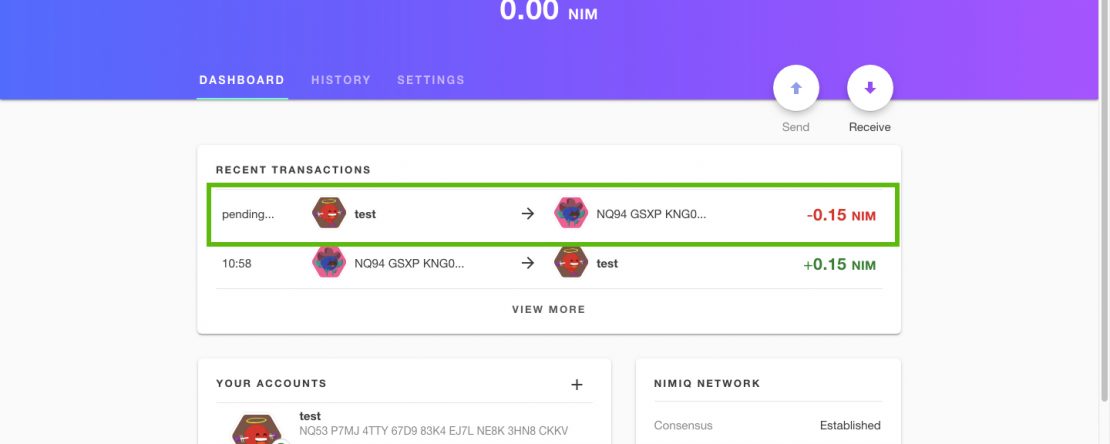 0.00 NIM
DASHBOARD HISTORY SETTINGS
Send Receive
RECENT TRANSACTIONS
pending... test → NQ94 GSXP KNG0... -0.15 NIM
10:58 NQ94 GSXP KNG0... → test +0.15 NIM
VIEW MORE
YOUR ACCOUNTS +
test
NQ53 P7MJ 4TTY 67D9 83K4 EJ7L NE8K 3HN8 CKKV
NIMIQ NETWORK
Consensus Established